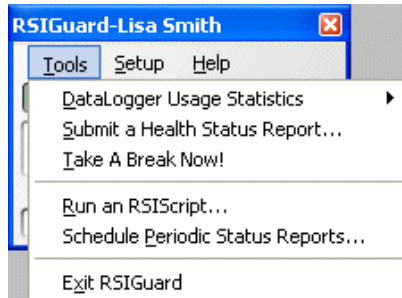 RSIGuard-Lisa Smith
Tools Setup Help
DataLogger Usage Statistics
Submit a Health Status Report...
Take A Break Now!
Run an RSIScript...
Schedule Periodic Status Reports...
Exit RSIGuard